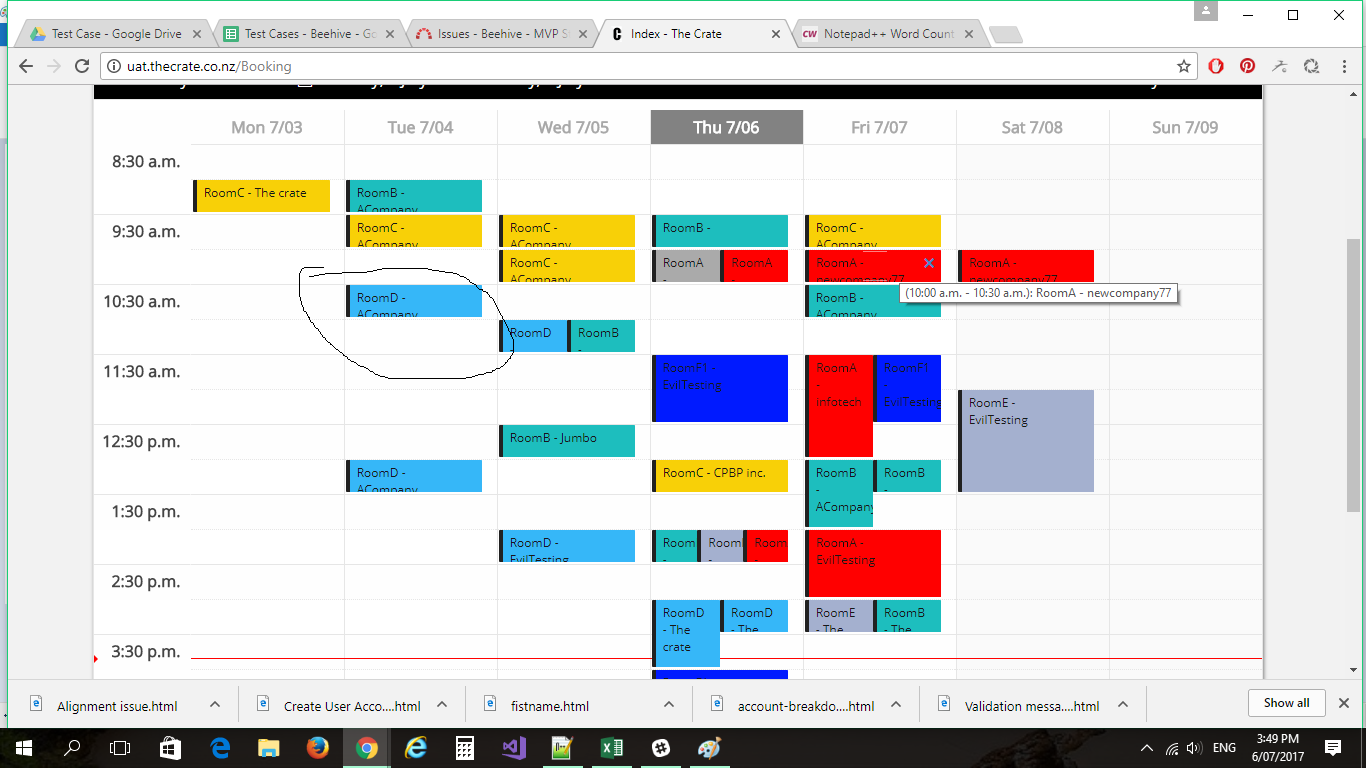 Test Case - Google Drive
Test Cases - Beehive - Go
Issues - Beehive - MVP S
Index - The Crate
Notepad++ Word Count
uat.thecrate.co.nz/Booking
Mon 7/03 Tue 7/04 Wed 7/05 Thu 7/06 Fri 7/07 Sat 7/08 Sun 7/09
8:30 a.m.
RoomC - The crate
RoomB -
ACompany
9:30 a.m.
RoomC -
ACompany
RoomC -
ACompany
RoomB -
RoomC -
ACompany
RoomC -
ACompany
RoomA
RoomA
RoomA -
newcompany77
RoomA -
newcompany77
(10:00 a.m. - 10:30 a.m.): RoomA - newcompany77
10:30 a.m.
RoomD -
ACompany
RoomB -
ACompany
RoomD
RoomB
-
11:30 a.m.
RoomF1 -
EvilTesting
RoomA
-
Infotech
RoomF1 -
EvilTesting
RoomE -
EvilTesting
12:30 p.m.
RoomB - Jumbo
RoomD -
ACompany
RoomC - CPBP inc.
RoomB
-
ACompany
RoomB -
1:30 p.m.
RoomD -
EvilTesting
Room
-
Room
-
Room
-
RoomA -
EvilTesting
2:30 p.m.
RoomD
- The
crate
RoomD
- The
RoomE
- The
RoomB
- The
3:30 p.m.
Alignment issue.html
Create User Acco....html
fistname.html
account-breakdo....html
Validation messa....html
Show all
ENG
3:49 PM
6/07/2017